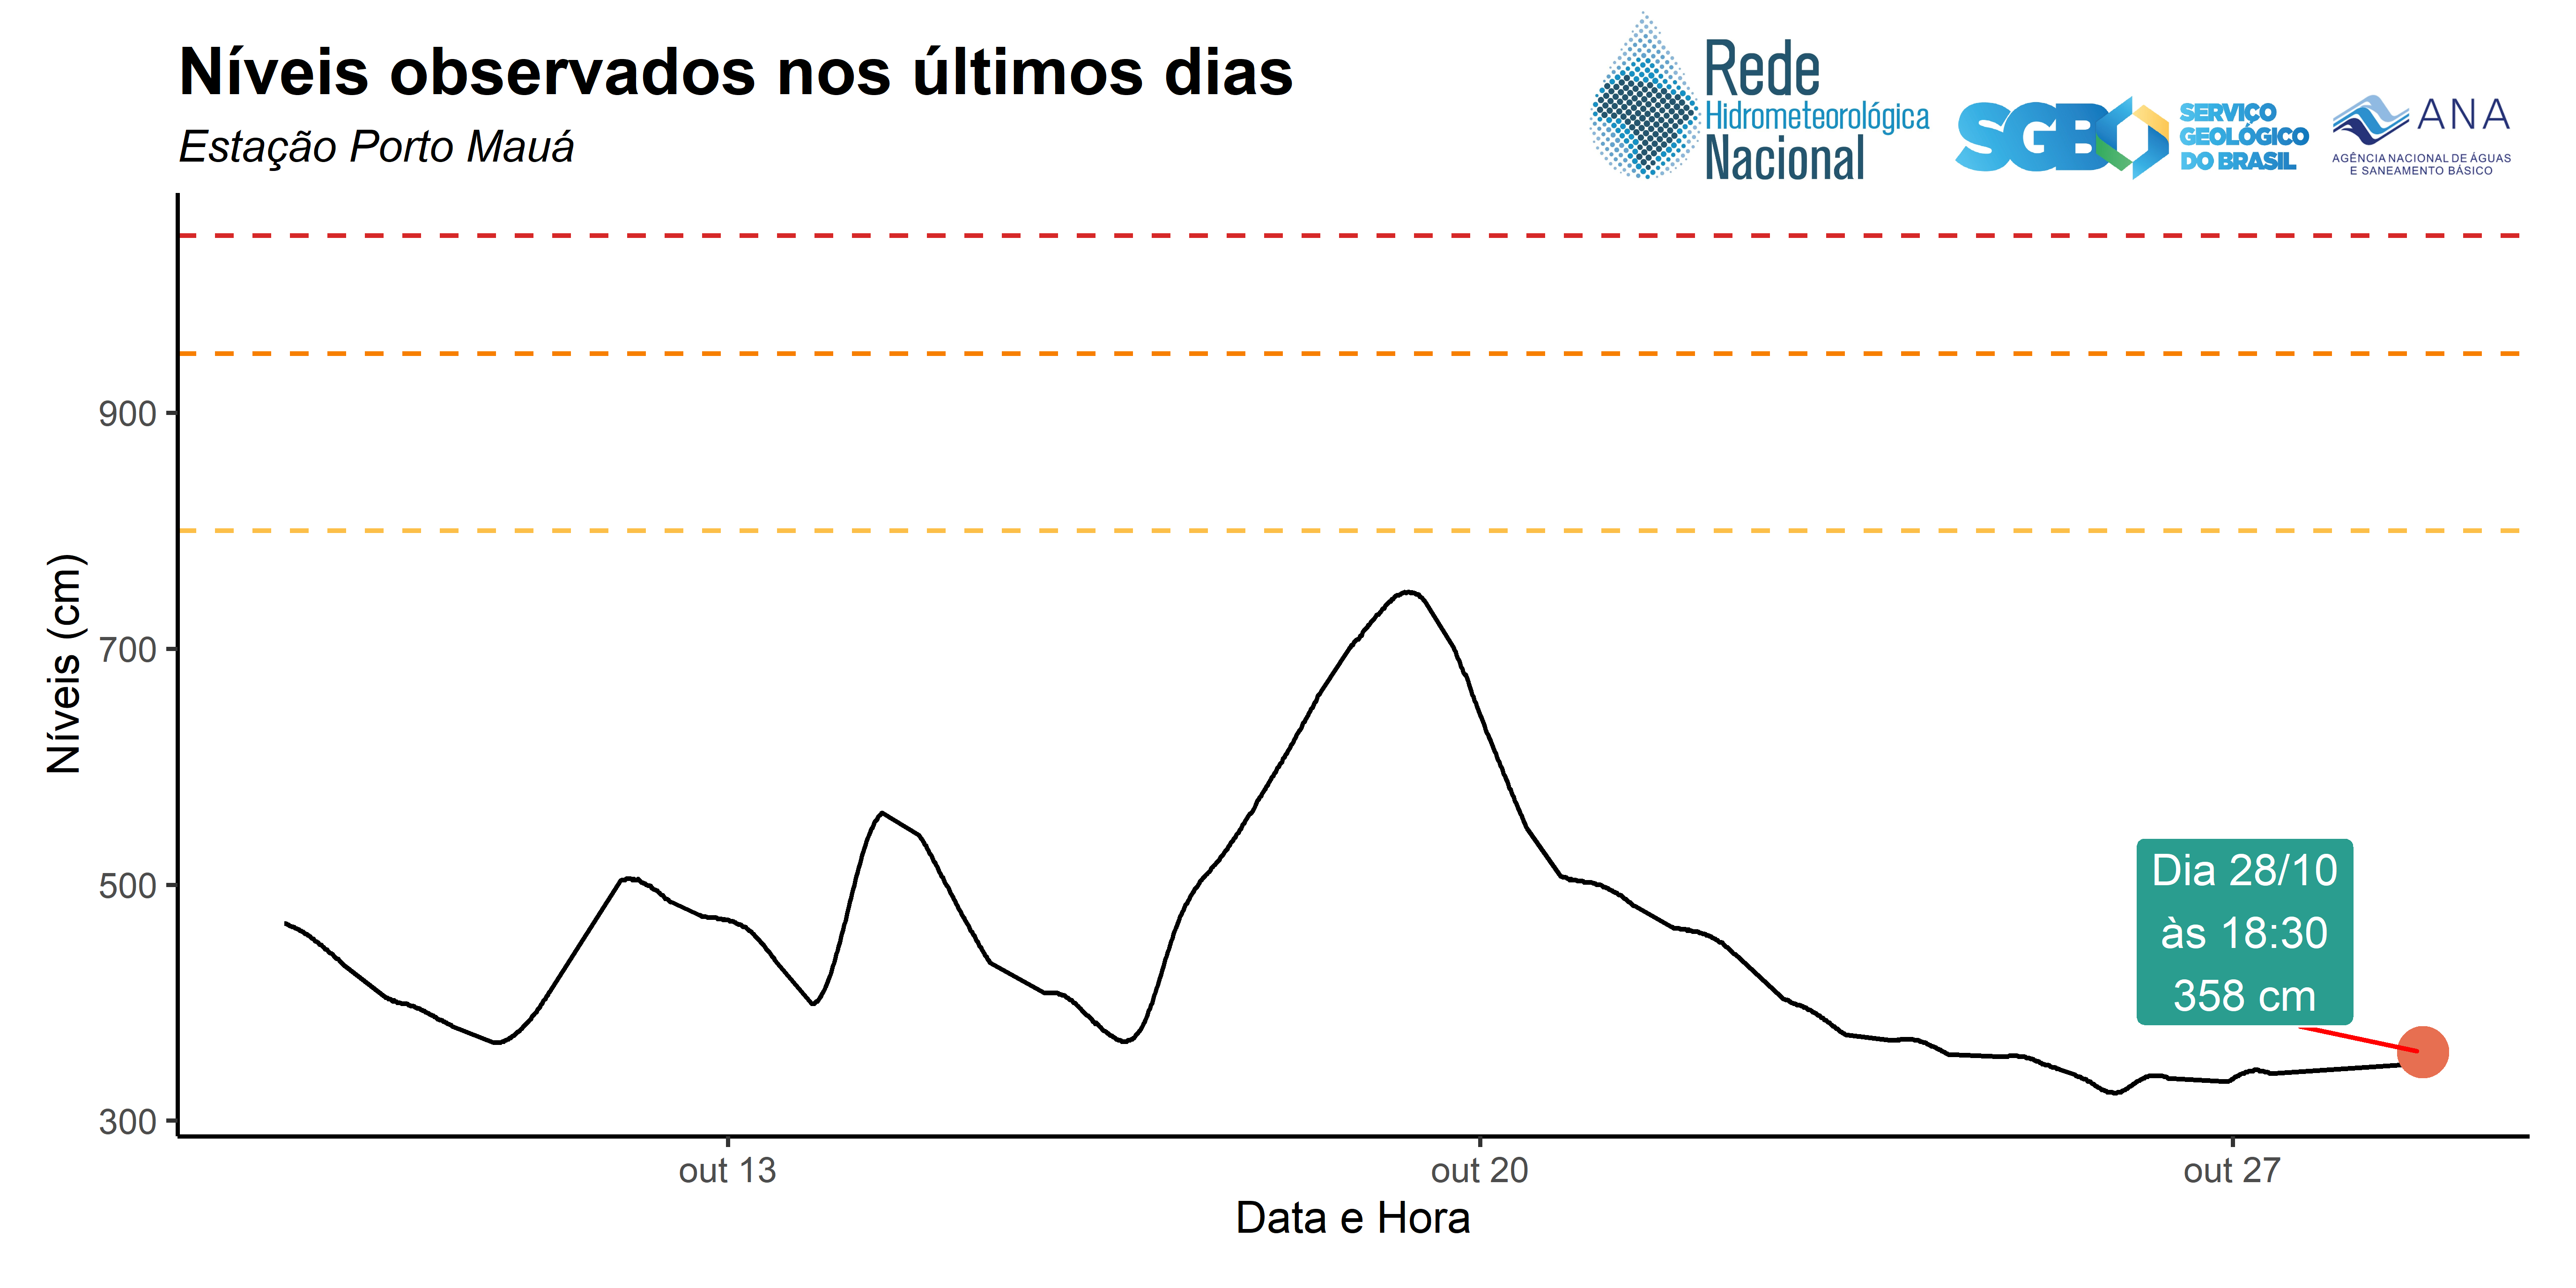 Níveis observados nos últimos dias
Estação Porto Mauá
Rede
Hidrometeorológica
Nacional
SGB
SERVIÇO
GEOLÓGICO
DO BRASIL
ANA
AGÊNCIA NACIONAL DE ÁGUAS
E SANEAMENTO BÁSICO
Níveis (cm)
900
700
500
300
Dia 28/10
às 18:30
358 cm
out 13
out 20
out 27
Data e Hora